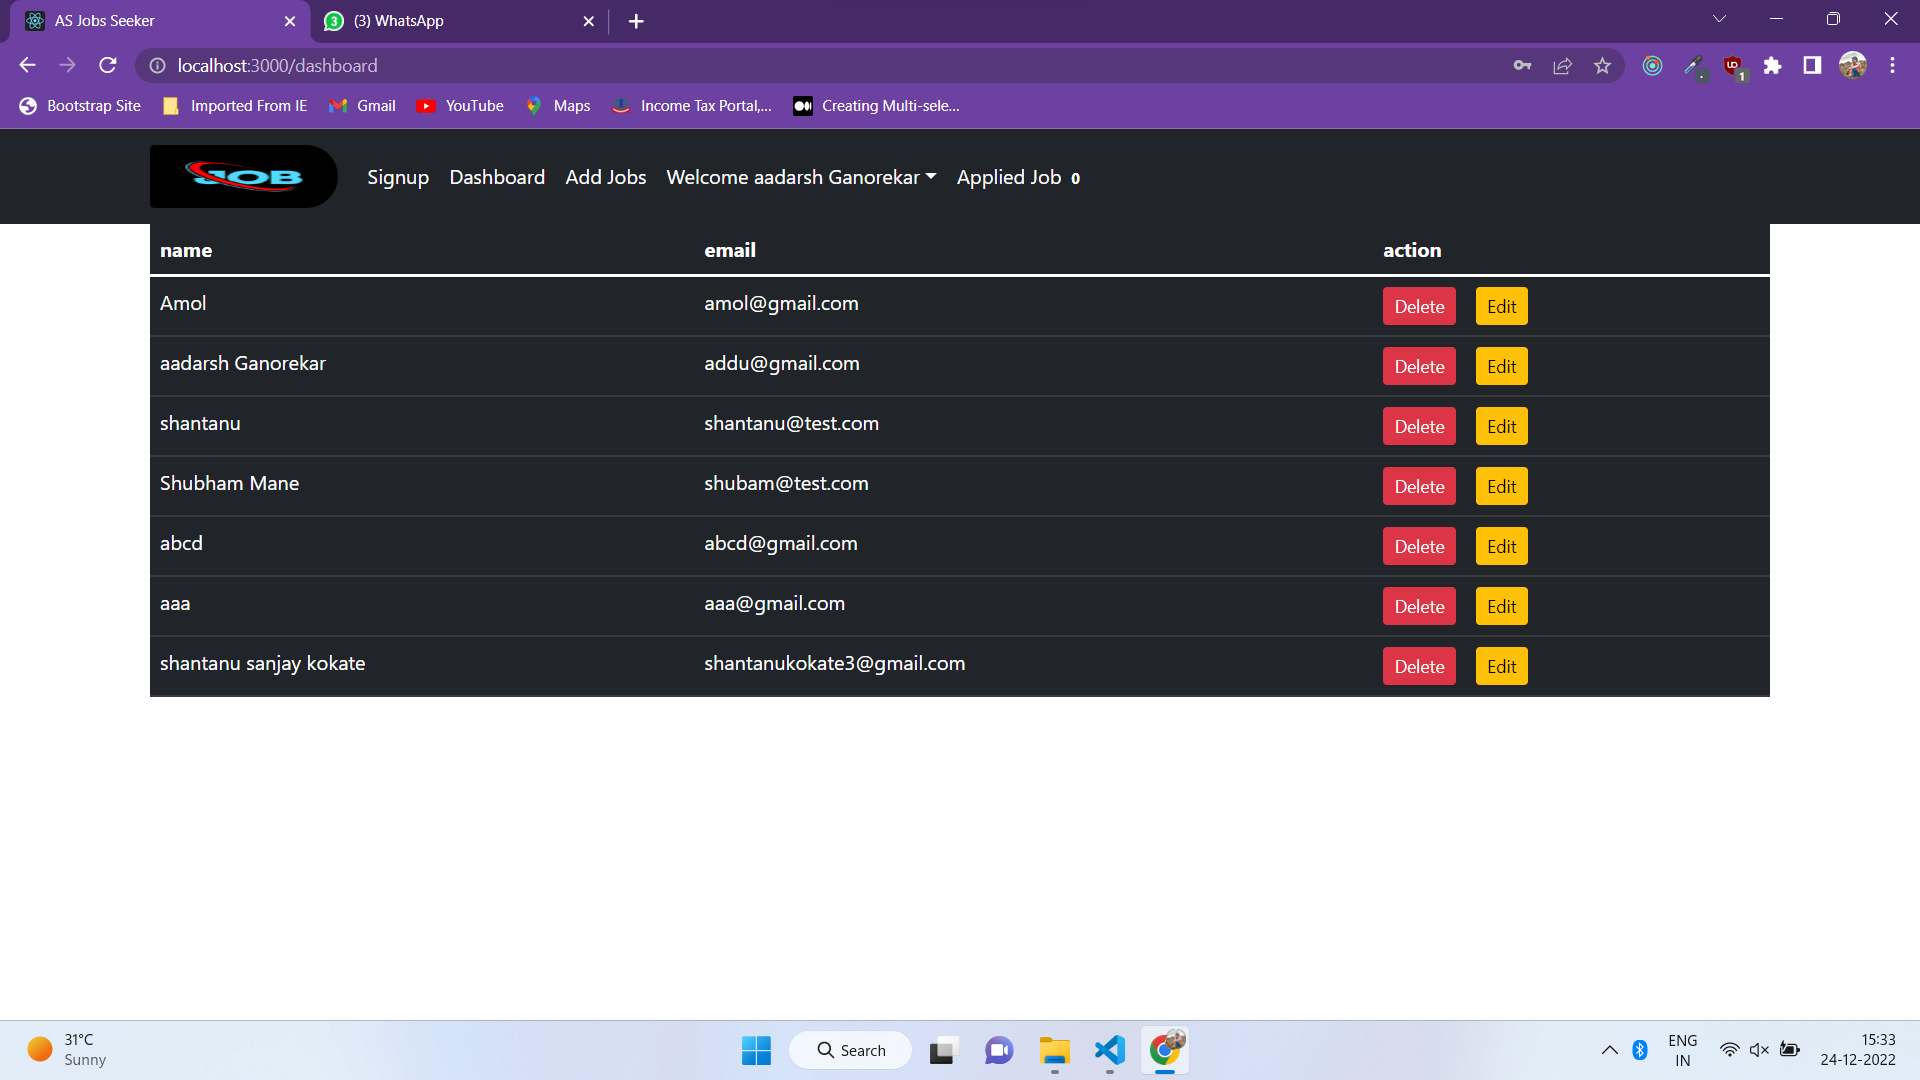 AS Jobs Seeker
3 (3) WhatsApp
localhost:3000/dashboard
1
Bootstrap Site Imported From IE Gmail YouTube Maps Income Tax Portal,... Creating Multi-sele...
JOB Signup Dashboard Add Jobs Welcome aadarsh Ganorekar Applied Job 0
name email action
Amol amol@gmail.com Delete Edit
aadarsh Ganorekar addu@gmail.com Delete Edit
shantanu shantanu@test.com Delete Edit
Shubham Mane shubam@test.com Delete Edit
abcd abcd@gmail.com Delete Edit
aaa aaa@gmail.com Delete Edit
shantanu sanjay kokate shantanukokate3@gmail.com Delete Edit
31°C
Sunny
Search
ENG
IN
15:33
24-12-2022